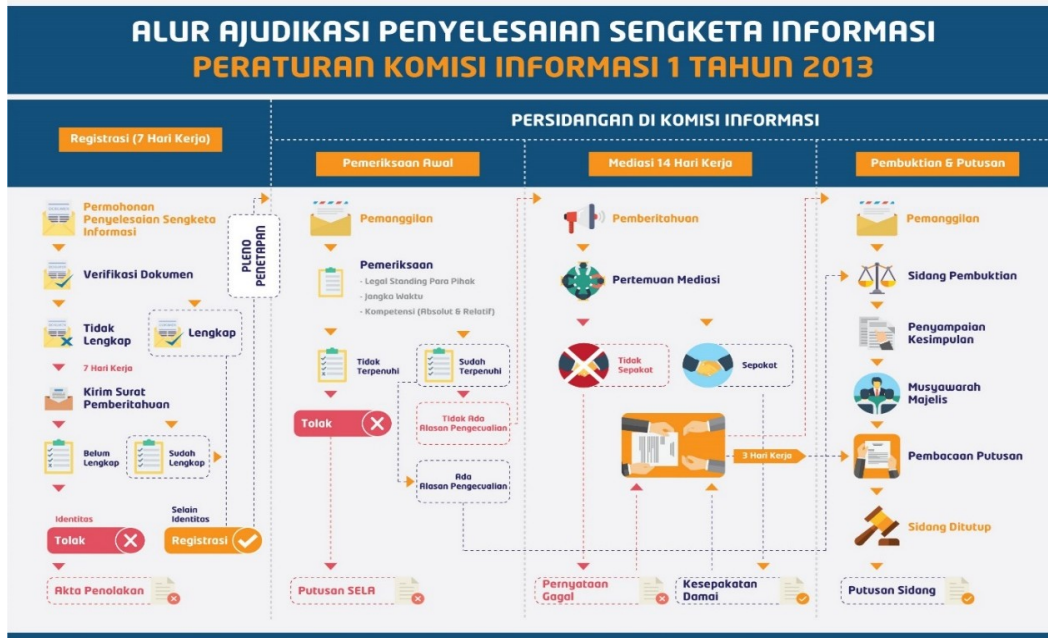 ALUR AJUDIKASI PENYELESAIAN SENGKETA INFORMASI
PERATURAN KOMISI INFORMASI 1 TAHUN 2013
Registrasi (7 Hari Kerja)
PERSIDANGAN DI KOMISI INFORMASI
Pemeriksaan Awal
Mediasi 14 Hari Kerja
Pembuktian & Putusan
Permohonan
Penyelesaian Sengketa
Informasi
Verifikasi Dokumen
Tidak
Lengkap
Lengkap
7 Hari Kerja
Kirim Surat
Pemberitahuan
Belum
Lengkap
Sudah
Lengkap
Identitas
Tolak
Selain
Identitas
Registrasi
Akta Penolakan
PLENO
PENETAPAN
Pemanggilan
Pemeriksaan
- Legal Standing Para Pihak
- Jangka Waktu
- Kompetensi (Absolut & Relatif)
Tidak
Terpenuhi
Sudah
Terpenuhi
Tolak
Tidak Ada
Alasan Pengecualian
Ada
Alasan Pengecualian
Putusan SELA
Pemberitahuan
Pertemuan Mediasi
Tidak
Sepakat
Sepakat
3 Hari Kerja
Pernyataan
Gagal
Kesepakatan
Damai
Pemanggilan
Sidang Pembuktian
Penyampaian
Kesimpulan
Musyawarah
Majelis
Pembacaan Putusan
Sidang Ditutup
Putusan Sidang